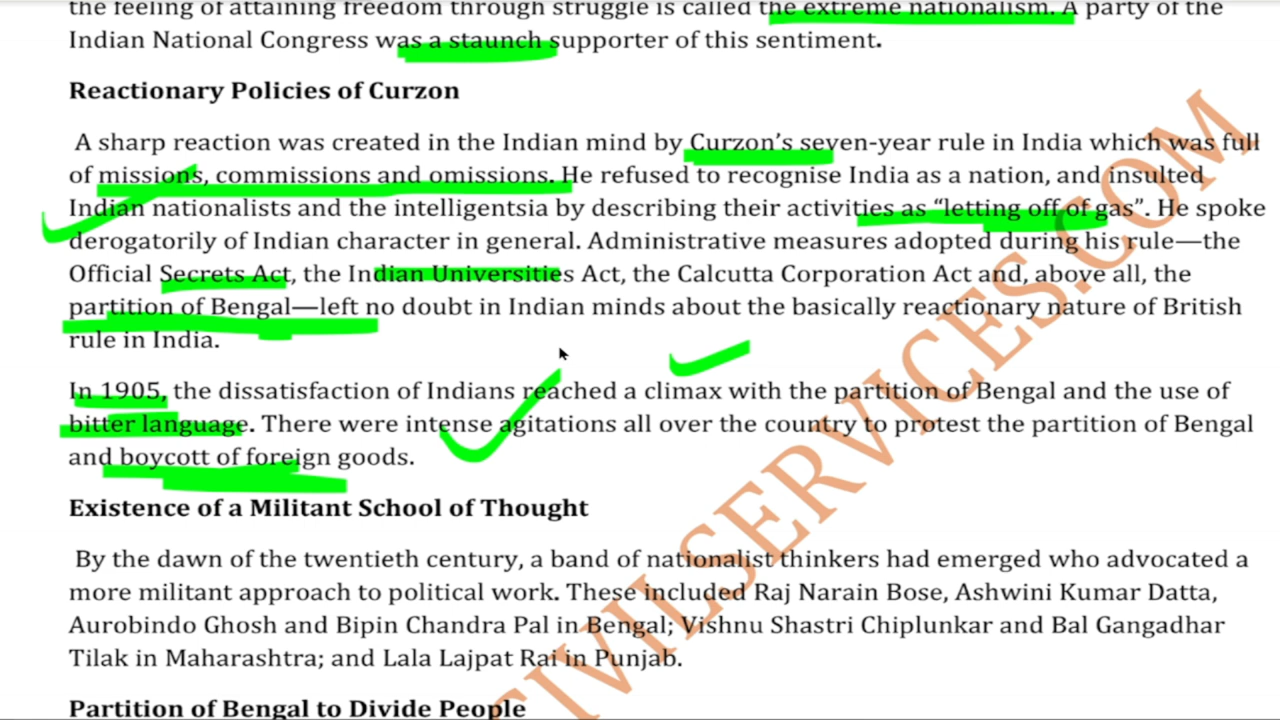 the feeling of attaining freedom through struggle is called the extreme nationalism. A party of the
Indian National Congress was a staunch supporter of this sentiment.
Reactionary Policies of Curzon
A sharp reaction was created in the Indian mind by Curzon’s seven-year rule in India which was full
of missions, commissions and omissions. He refused to recognise India as a nation, and insulted
Indian nationalists and the intelligentsia by describing their activities as “letting off of gas”. He spoke
derogatorily of Indian character in general. Administrative measures adopted during his rule—the
Official Secrets Act, the Indian Universities Act, the Calcutta Corporation Act and, above all, the
partition of Bengal—left no doubt in Indian minds about the basically reactionary nature of British
rule in India.
In 1905, the dissatisfaction of Indians reached a climax with the partition of Bengal and the use of
bitter language. There were intense agitations all over the country to protest the partition of Bengal
and boycott of foreign goods.
Existence of a Militant School of Thought
By the dawn of the twentieth century, a band of nationalist thinkers had emerged who advocated a
more militant approach to political work. These included Raj Narain Bose, Ashwini Kumar Datta,
Aurobindo Ghosh and Bipin Chandra Pal in Bengal; Vishnu Shastri Chiplunkar and Bal Gangadhar
Tilak in Maharashtra; and Lala Lajpat Rai in Punjab.
Partition of Bengal to Divide People
CIVILSERVICES.COM